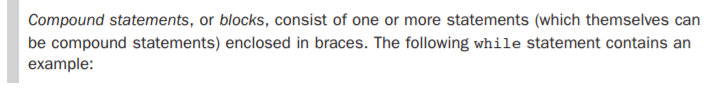 Compound statements, or blocks, consist of one or more statements (which themselves can
be compound statements) enclosed in braces. The following while statement contains an
example: